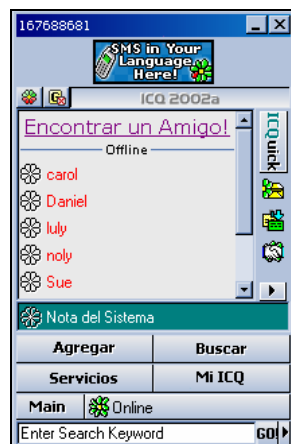 167688681
SMS in Your
Language
Here!
ICQ 2002a
Encontrar un Amigo!
Offline
carol
Daniel
luly
noly
Sue
ICQuick
Nota del Sistema
Agregar
Buscar
Servicios
Mi ICQ
Main
Online
Enter Search Keyword
GO!